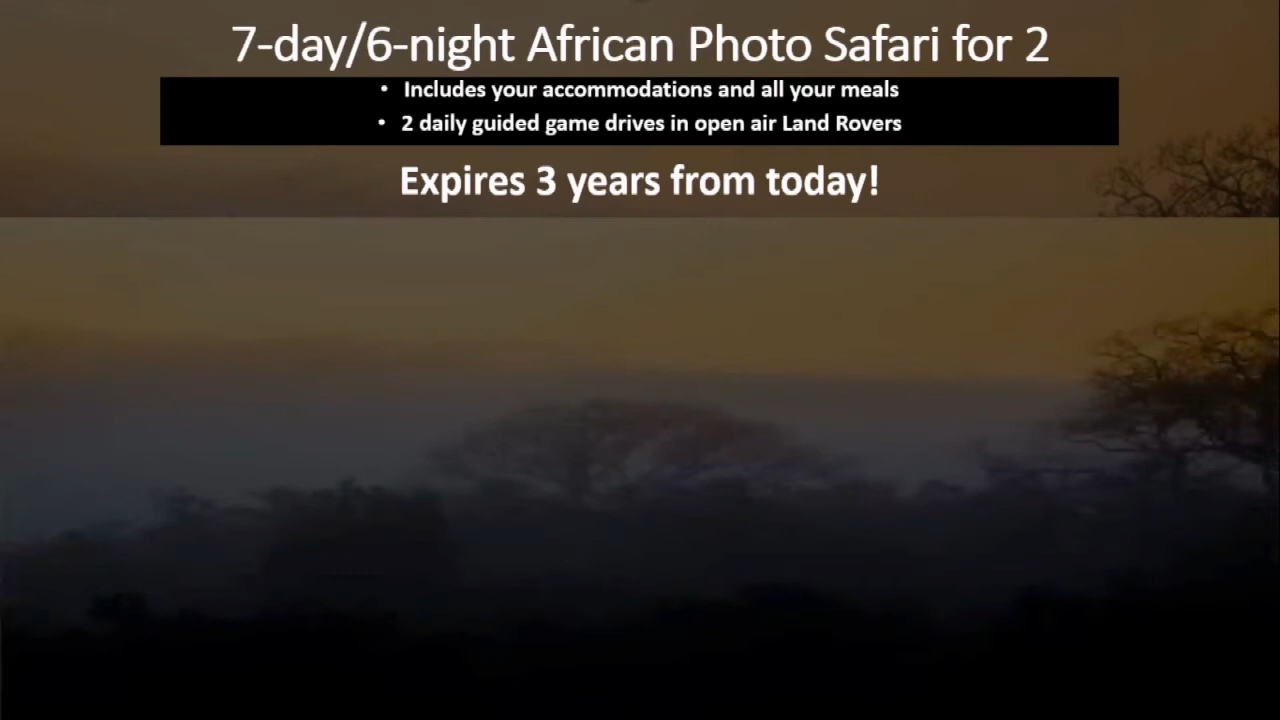 7-day/6-night African Photo Safari for 2
• Includes your accommodations and all your meals
• 2 daily guided game drives in open air Land Rovers
Expires 3 years from today!